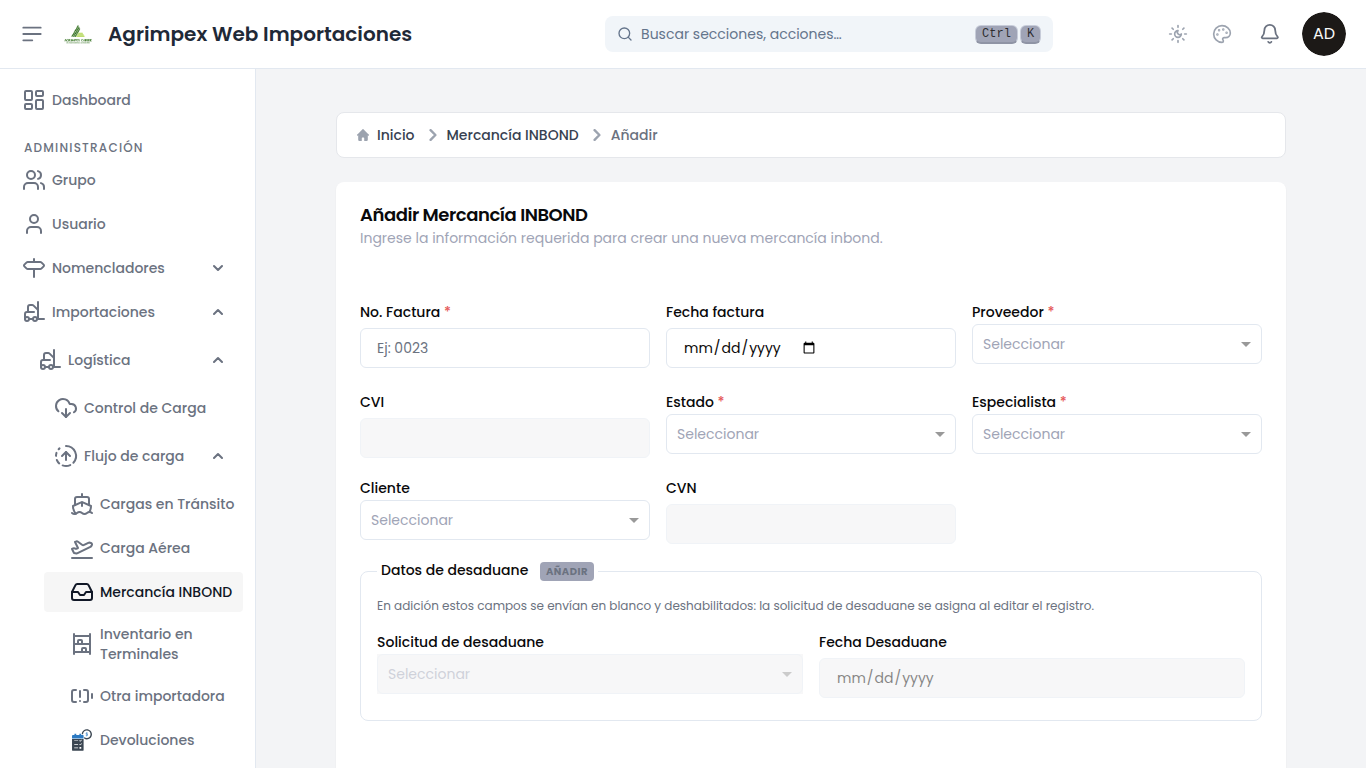 Agrimpex Web Importaciones
Buscar secciones, acciones...
Ctrl K
AD
Dashboard
ADMINISTRACIÓN
Grupo
Usuario
Nomencladores
Importaciones
Logística
Control de Carga
Flujo de carga
Cargas en Tránsito
Carga Aérea
Mercancía INBOND
Inventario en
Terminales
Otra importadora
Devoluciones
Inicio > Mercancía INBOND > Añadir
Añadir Mercancía INBOND
Ingrese la información requerida para crear una nueva mercancía inbond.
No. Factura * Fecha factura Proveedor *
Ej: 0023 mm/dd/yyyy Seleccionar
CVI Estado * Especialista *
Seleccionar Seleccionar
Cliente CVN
Seleccionar
Datos de desaduane AÑADIR
En adición estos campos se envían en blanco y deshabilitados: la solicitud de desaduane se asigna al editar el registro.
Solicitud de desaduane Fecha Desaduane
Seleccionar mm/dd/yyyy